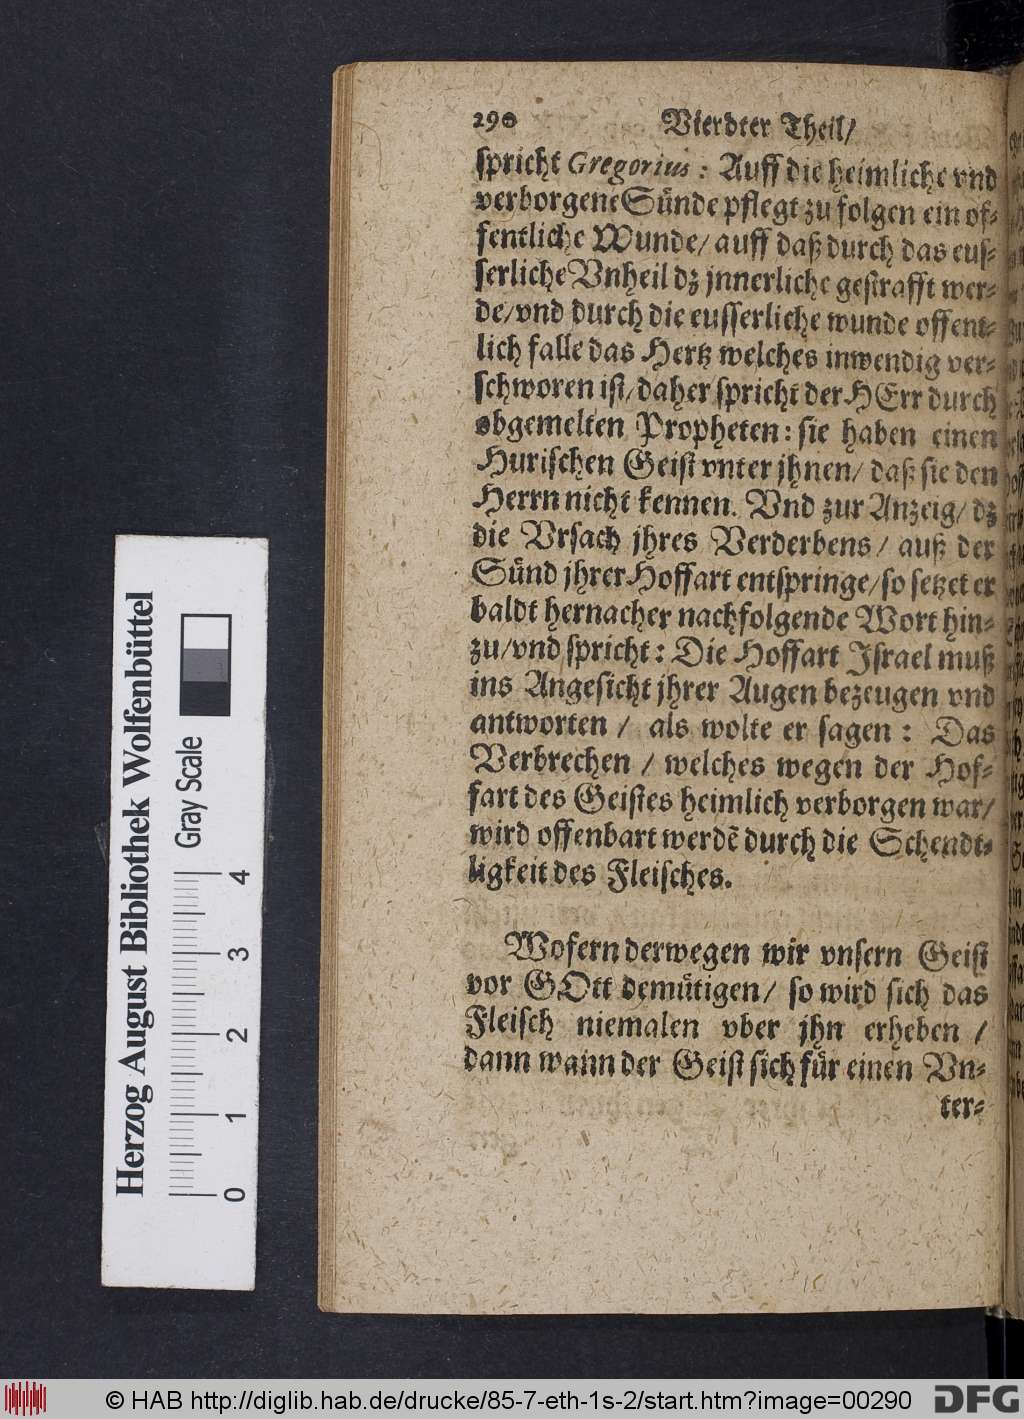 290 Vierdter Theil/
spricht Gregorius: Auff die heimliche vnd
verborgene Sünde pflegt zu folgen ein of-
fentliche Wunde/ auff daß durch das eus-
serliche Vnheil dz jnnerliche gestrafft wer-
de/ vnd durch die eusserliche wunde offent-
lich falle das Hertz welches inwendig ver-
schworen ist/ daher spricht der HErr durch
obgemelten Propheten: sie haben einen
Hurischen Geist vnter jhnen/ daß sie den
Herrn nicht kennen. Vnd zur Anzeig/ dz
die Vrsach jhres Verderbens/ auß der
Sünd jhrer Hoffart entspringe/ so setzet er
baldt hernacher nachfolgende Wort hin-
zu/ vnd spricht: Die Hoffart Israel muß
ins Angesicht jhrer Augen bezeugen vnd
antworten / als wolte er sagen: Das
Verbrechen / welches wegen der Hof-
fart des Geistes heimlich verborgen war/
wird offenbart werdē durch die Schendt-
ligkeit des Fleisches.
Wofern derwegen wir vnsern Geist
vor GOtt demütigen/ so wird sich das
Fleisch niemalen vber jhn erheben /
dann wann der Geist sich für einen Vn-
ter-
Herzog August Bibliothek Wolfenbüttel
Gray Scale
0 1 2 3 4
© HAB http://diglib.hab.de/drucke/85-7-eth-1s-2/start.htm?image=00290
DFG